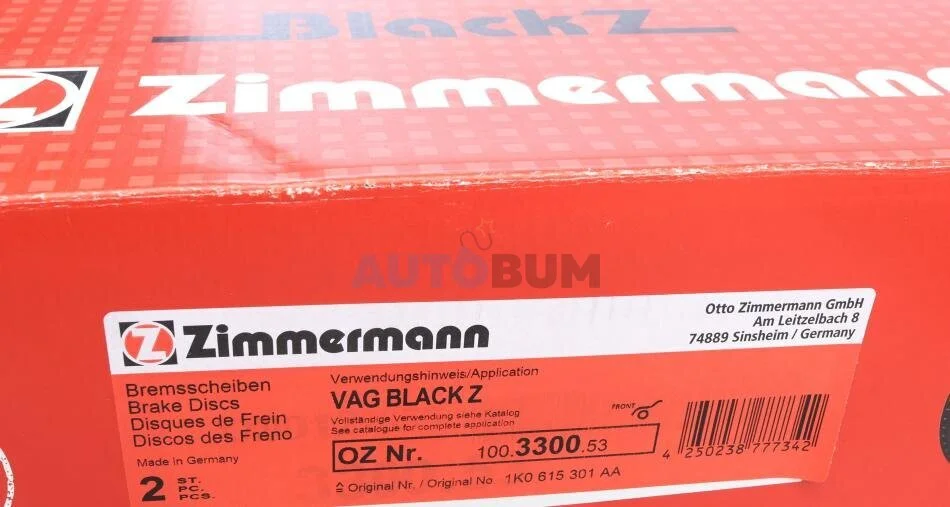 BlackZ
Zimmermann
AUTOBUM
Zimmermann
Otto Zimmermann GmbH
Am Leitzelbach 8
74889 Sinsheim / Germany
Bremsscheiben
Brake Discs
Disques de Frein
Discos des Freno
Made in Germany
2 ST.
PC.
PCS.
Verwendungshinweis/Application
VAG BLACK Z
Vollständige Verwendung siehe Katalog
See catalogue for complete application
FRONT
OZ Nr. 100.3300.53
Original Nr. / Original No. 1K0 615 301 AA
4 250238 777342